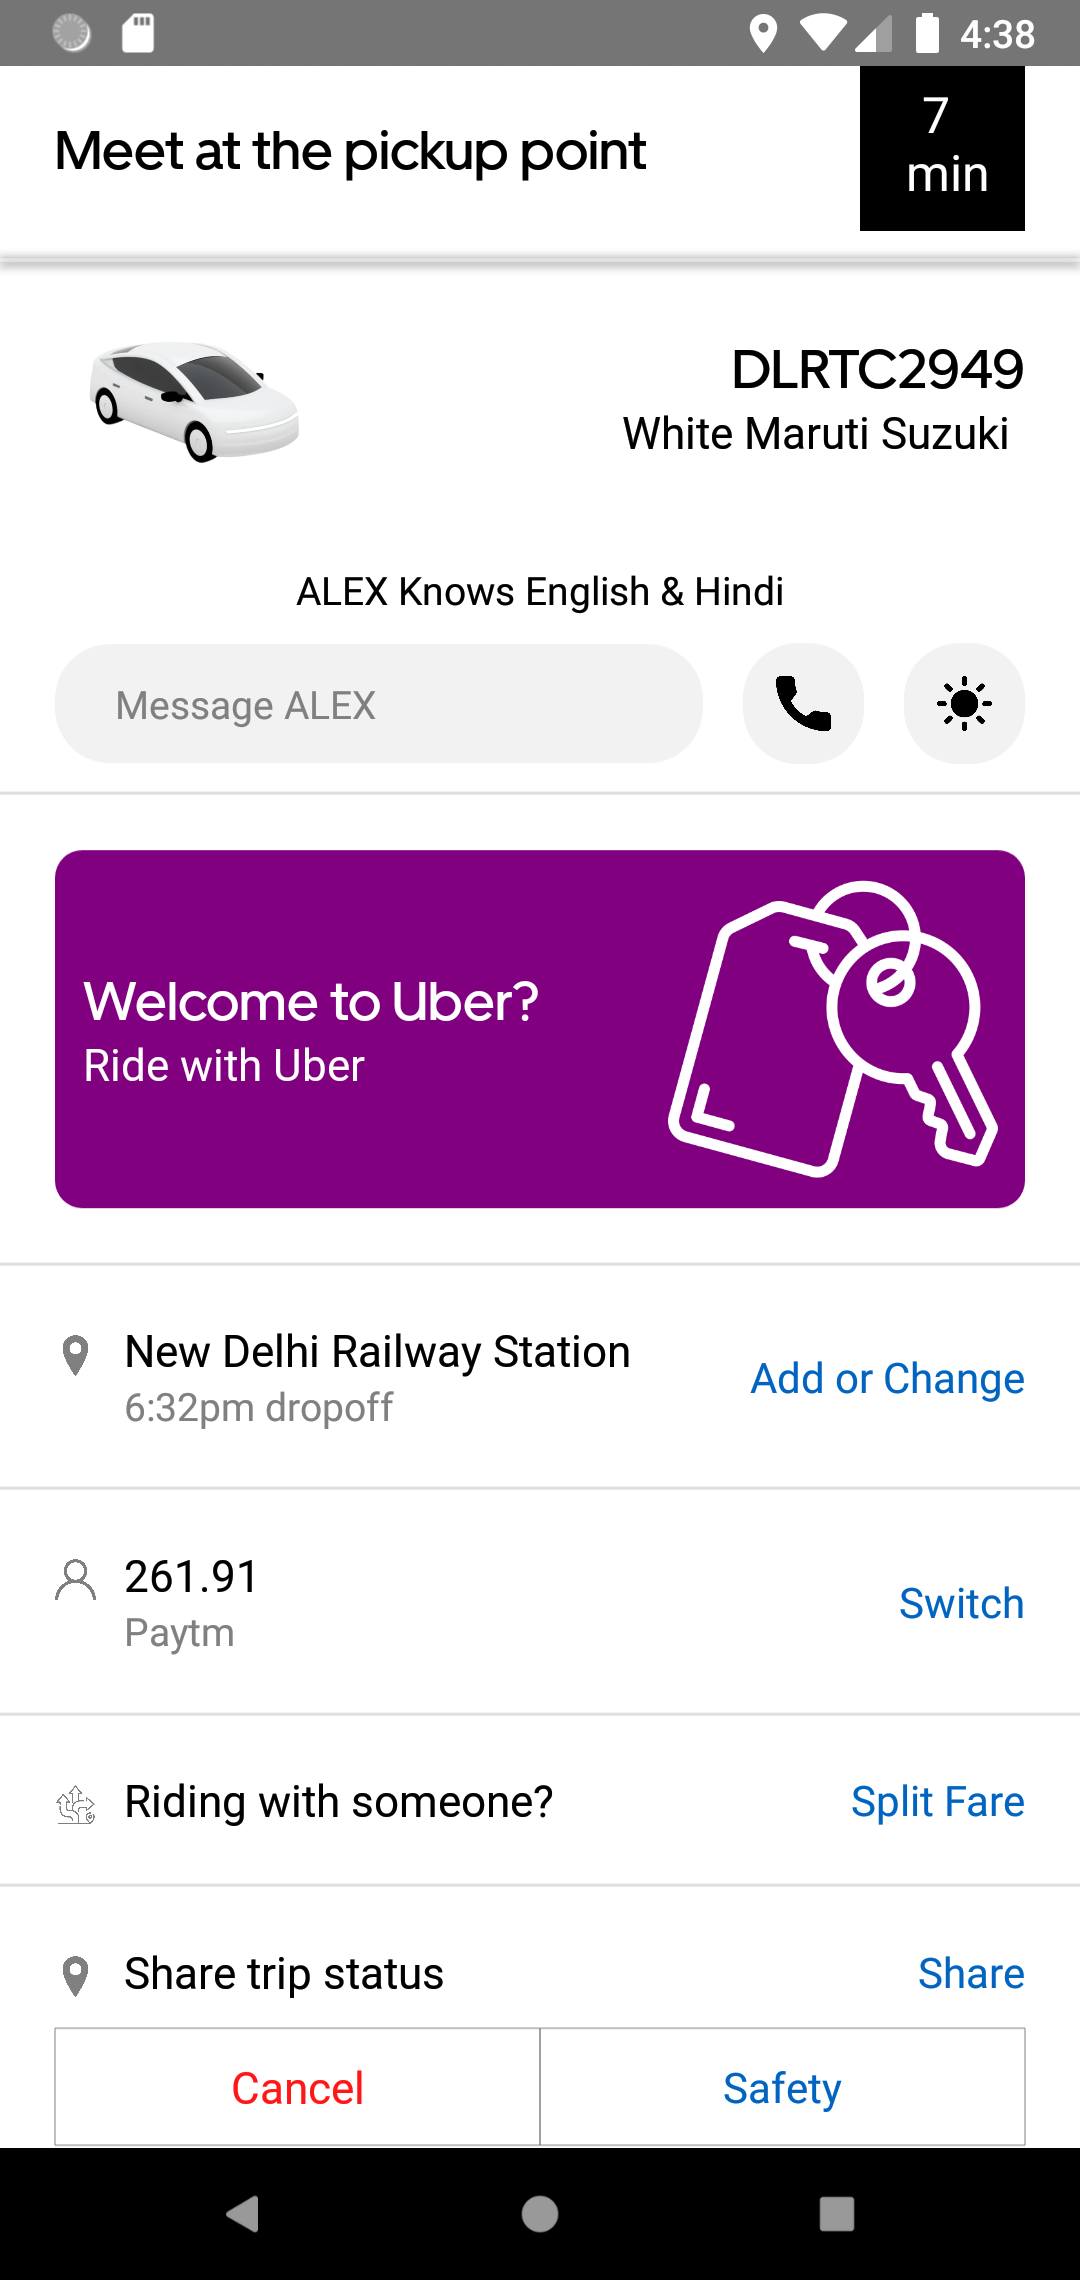 4:38
Meet at the pickup point
7
min
DLRTC2949
White Maruti Suzuki
ALEX Knows English & Hindi
Message ALEX
Welcome to Uber?
Ride with Uber
New Delhi Railway Station
6:32pm dropoff
Add or Change
261.91
Paytm
Switch
Riding with someone?
Split Fare
Share trip status
Share
Cancel
Safety